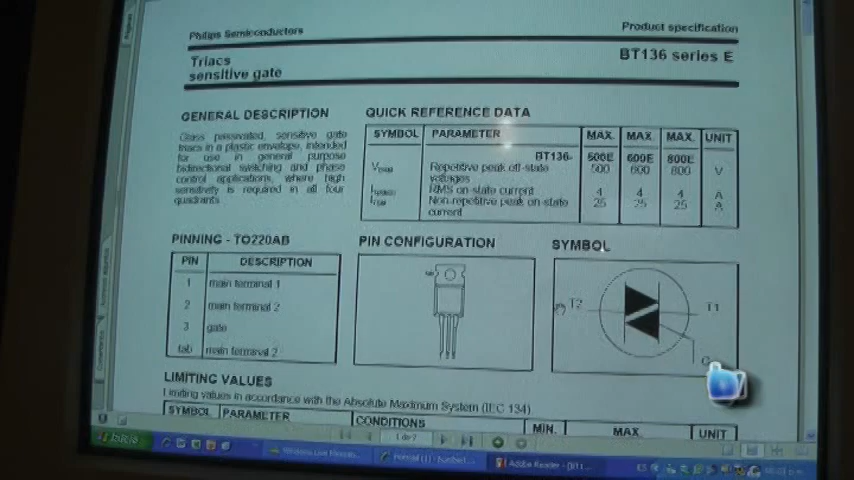 Philips Semiconductors
Product specification
Triacs
sensitive gate
BT136 series E
GENERAL DESCRIPTION
Glass passivated, sensitive gate
triacs in a plastic envelope, intended
for use in general purpose
bidirectional switching and phase
control applications, where high
sensitivity is required in all four
quadrants.
QUICK REFERENCE DATA
SYMBOL PARAMETER MAX. MAX. MAX. UNIT
BT136- 500E 600E 800E
Repetitive peak off-state 500 600 800 V
voltages
RMS on-state current 4 4 4 A
Non-repetitive peak on-state 25 25 25 A
current
PINNING - TO220AB
PIN DESCRIPTION
1 main terminal 1
2 main terminal 2
3 gate
tab main terminal 2
PIN CONFIGURATION
tab
SYMBOL
T2
T1
G
LIMITING VALUES
Limiting values in accordance with the Absolute Maximum System (IEC 134)
SYMBOL PARAMETER CONDITIONS MIN. MAX. UNIT
1 de 7
Inicio